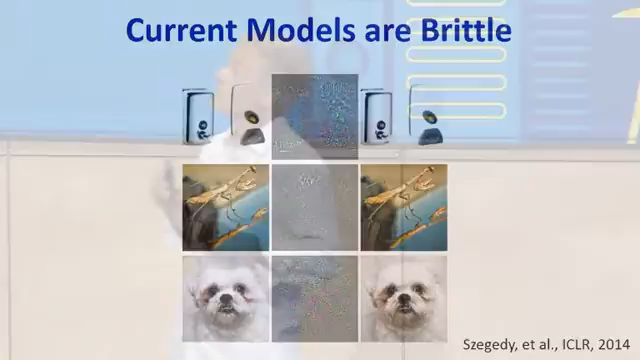 Current Models are Brittle
Szegedy, et al., ICLR, 2014